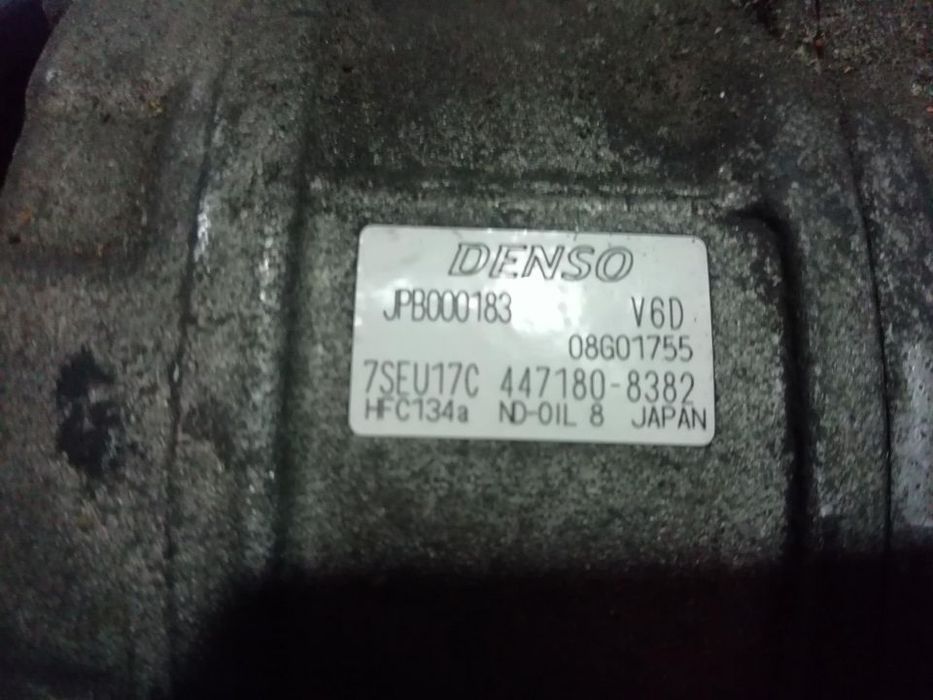 DENSO
JPB000183 V6D
08G01755
7SEU17C 447180-8382
HFC134a ND-OIL 8 JAPAN